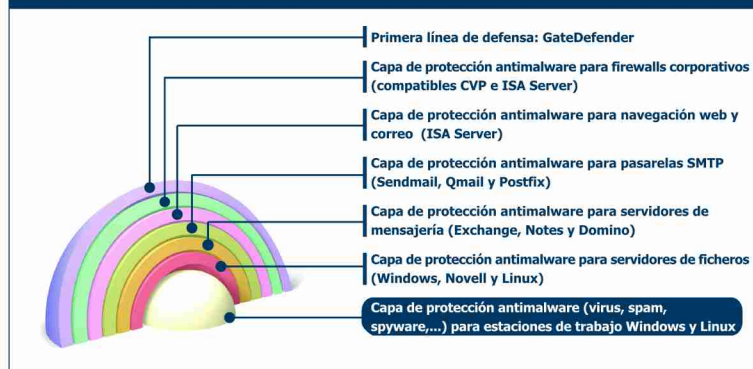 Primera línea de defensa: GateDefender
Capa de protección antimalware para firewalls corporativos
(compatibles CVP e ISA Server)
Capa de protección antimalware para navegación web y
correo (ISA Server)
Capa de protección antimalware para pasarelas SMTP
(Sendmail, Qmail y Postfix)
Capa de protección antimalware para servidores de
mensajería (Exchange, Notes y Domino)
Capa de protección antimalware para servidores de ficheros
(Windows, Novell y Linux)
Capa de protección antimalware (virus, spam,
spyware,...) para estaciones de trabajo Windows y Linux